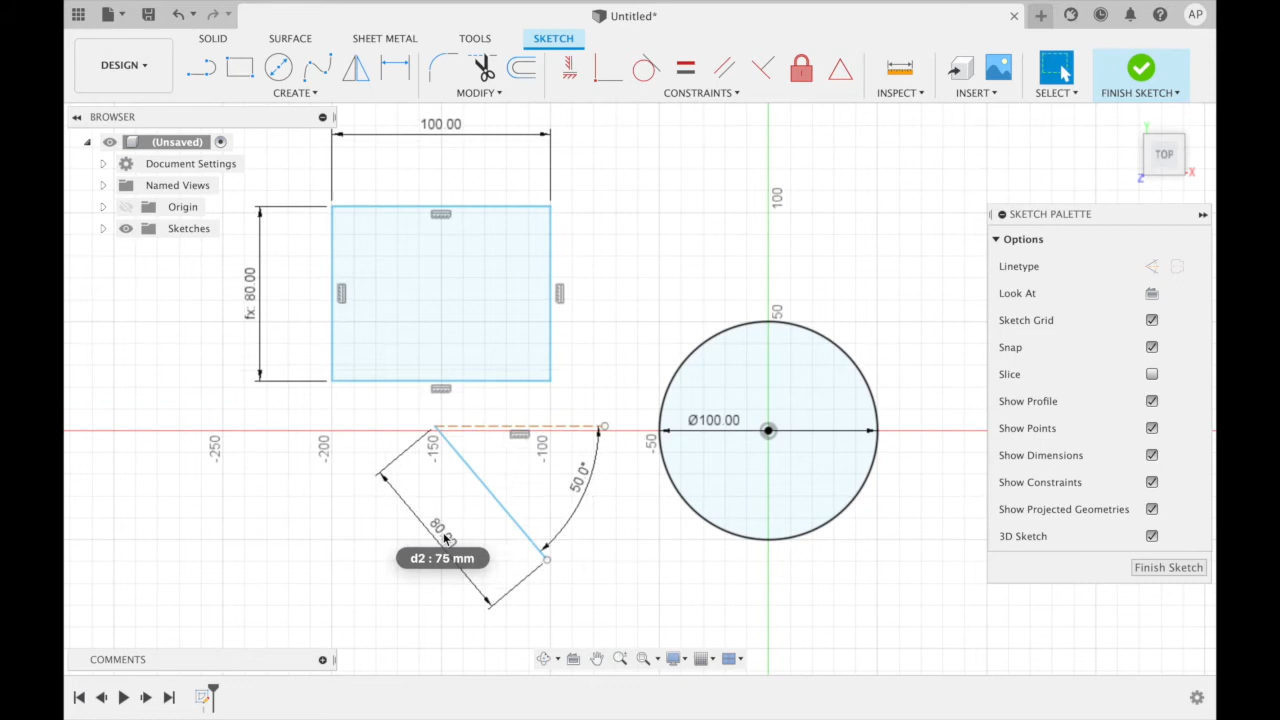 Untitled*
AP
SOLID SURFACE SHEET METAL TOOLS SKETCH
DESIGN
CREATE MODIFY CONSTRAINTS INSPECT INSERT SELECT FINISH SKETCH
BROWSER
(Unsaved)
Document Settings
Named Views
Origin
Sketches
100.00
fx: 80.00
100
50
-250
-200
-150
-100
-50
Ø100.00
50.0°
80.00
d2 : 75 mm
Y
TOP
X
Z
SKETCH PALETTE
Options
Linetype
Look At
Sketch Grid
Snap
Slice
Show Profile
Show Points
Show Dimensions
Show Constraints
Show Projected Geometries
3D Sketch
Finish Sketch
COMMENTS
1